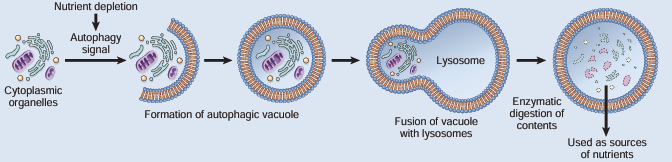 Nutrient depletion
Autophagy
signal
Cytoplasmic
organelles
Formation of autophagic vacuole
Lysosome
Fusion of vacuole
with lysosomes
Enzymatic
digestion of
contents
Used as sources
of nutrients